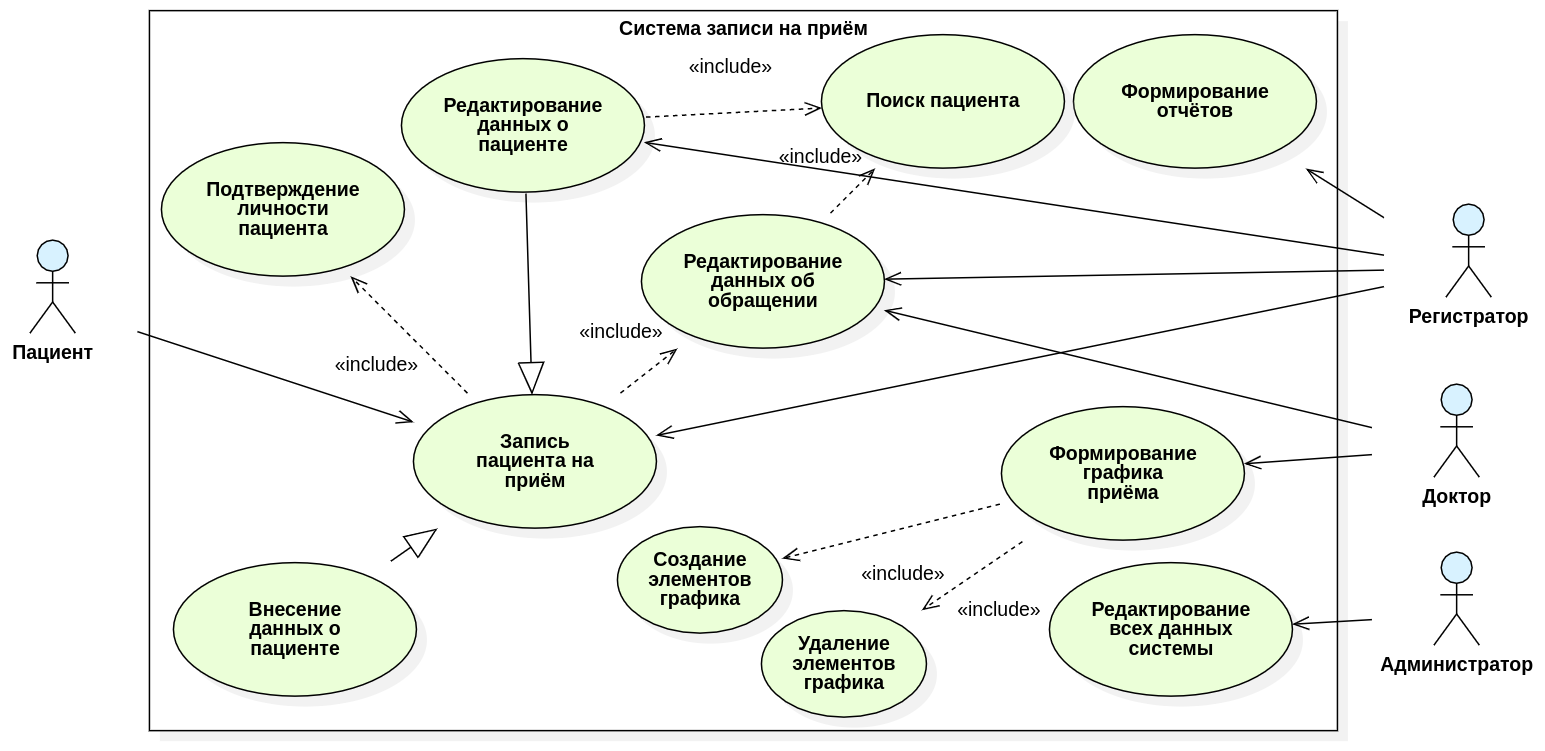 Система записи на приём
«include»
Редактирование
данных о
пациенте
Поиск пациента
Формирование
отчётов
«include»
Подтверждение
личности
пациента
Редактирование
данных об
обращении
Регистратор
Пациент
«include»
«include»
Запись
пациента на
приём
Формирование
графика
приёма
Доктор
Создание
элементов
графика
«include»
«include»
Внесение
данных о
пациенте
Удаление
элементов
графика
Редактирование
всех данных
системы
Администратор